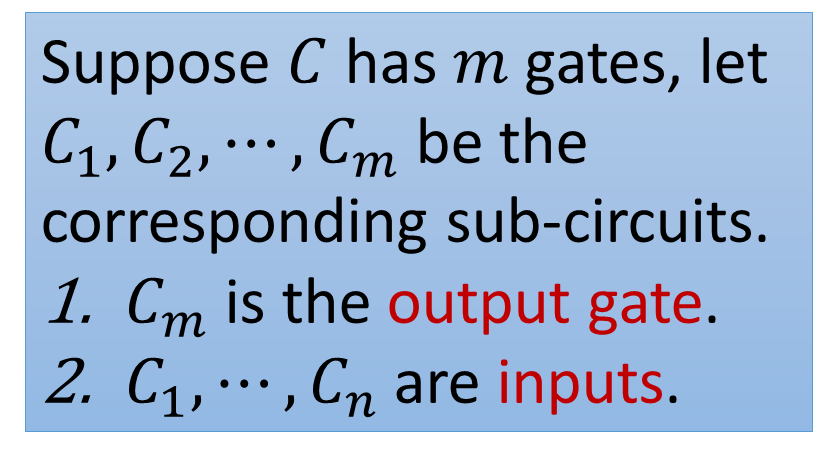 Suppose 𝐶 has 𝑚 gates, let
𝐶₁, 𝐶₂, ⋯ , 𝐶ₘ be the
corresponding sub-circuits.
1. 𝐶ₘ is the output gate.
2. 𝐶₁, ⋯ , 𝐶ₙ are inputs.